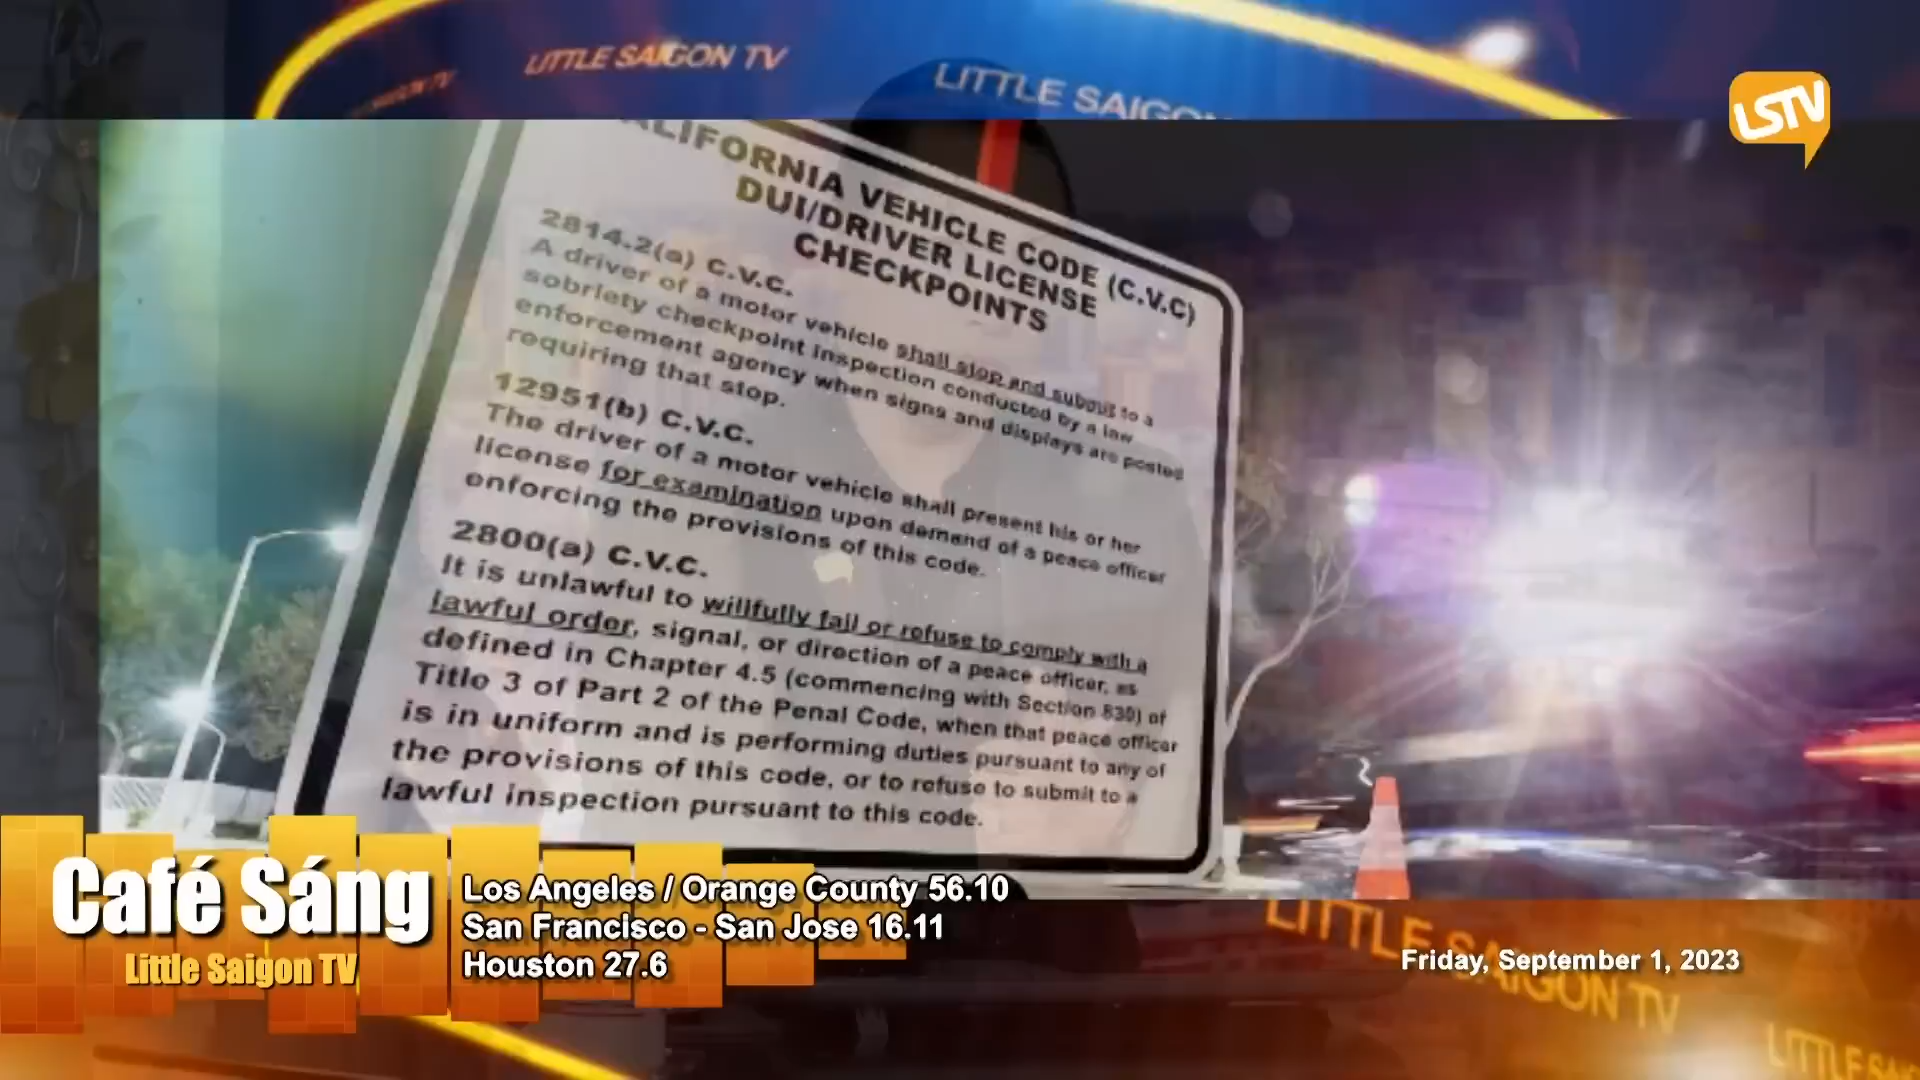 LITTLE SAIGON TV
LITTLE SAIGON
LSTV
ALIFORNIA VEHICLE CODE (C.V.C)
DUI/DRIVER LICENSE
CHECKPOINTS
2814.2(a) C.V.C.
A driver of a motor vehicle shall stop and submit to a
sobriety checkpoint inspection conducted by a law
enforcement agency when signs and displays are posted
requiring that stop.
12951(b) C.V.C.
The driver of a motor vehicle shall present his or her
license for examination upon demand of a peace officer
enforcing the provisions of this code.
2800(a) C.V.C.
It is unlawful to willfully fail or refuse to comply with a
lawful order, signal, or direction of a peace officer, as
defined in Chapter 4.5 (commencing with Section 830) of
Title 3 of Part 2 of the Penal Code, when that peace officer
is in uniform and is performing duties pursuant to any of
the provisions of this code, or to refuse to submit to a
lawful inspection pursuant to this code.
Café Sáng
Little Saigon TV
Los Angeles / Orange County 56.10
San Francisco - San Jose 16.11
Houston 27.6
LITTLE SAIGON TV
Friday, September 1, 2023
LITTLE SAIG